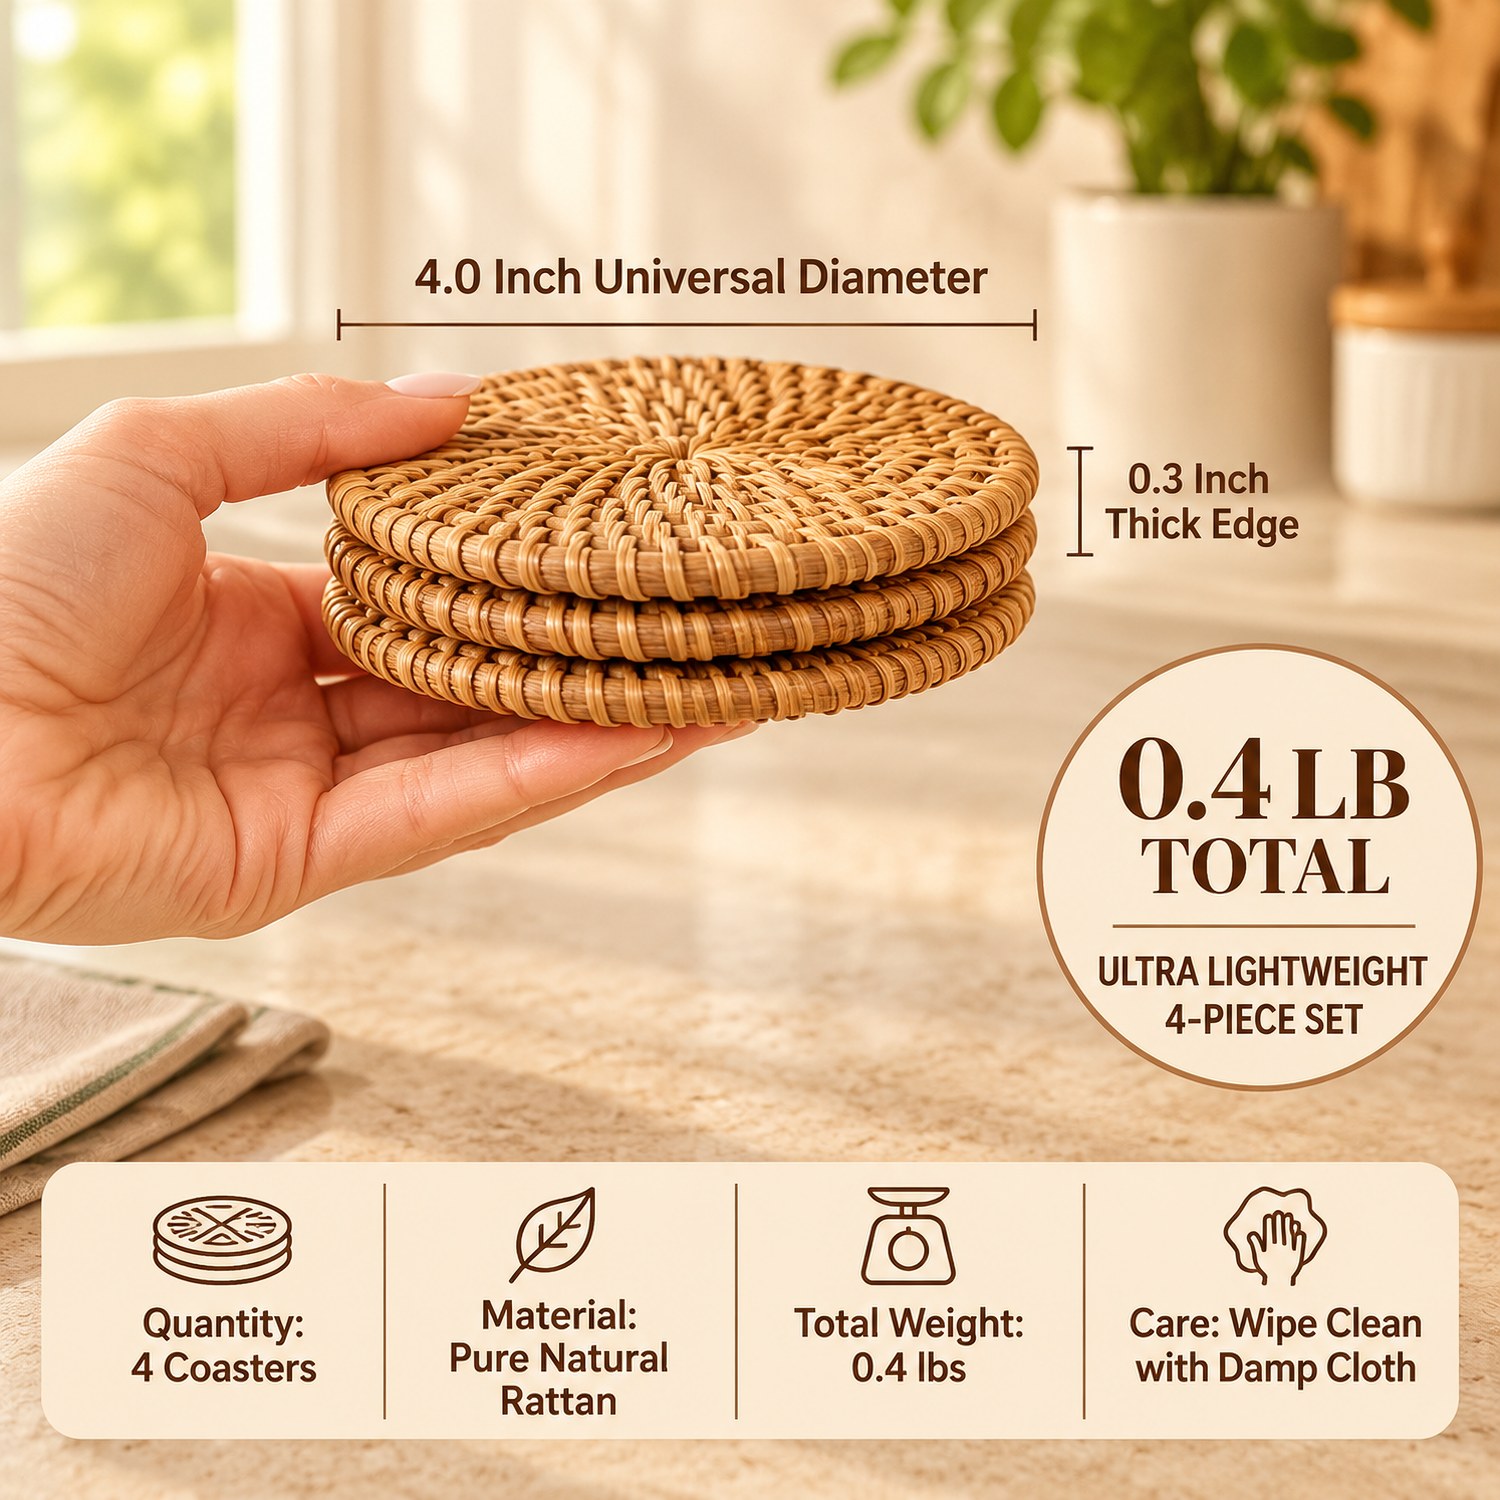 4.0 Inch Universal Diameter
0.3 Inch
Thick Edge
0.4 LB
TOTAL
ULTRA LIGHTWEIGHT
4-PIECE SET
Quantity:
4 Coasters
Material:
Pure Natural
Rattan
Total Weight:
0.4 lbs
Care: Wipe Clean
with Damp Cloth